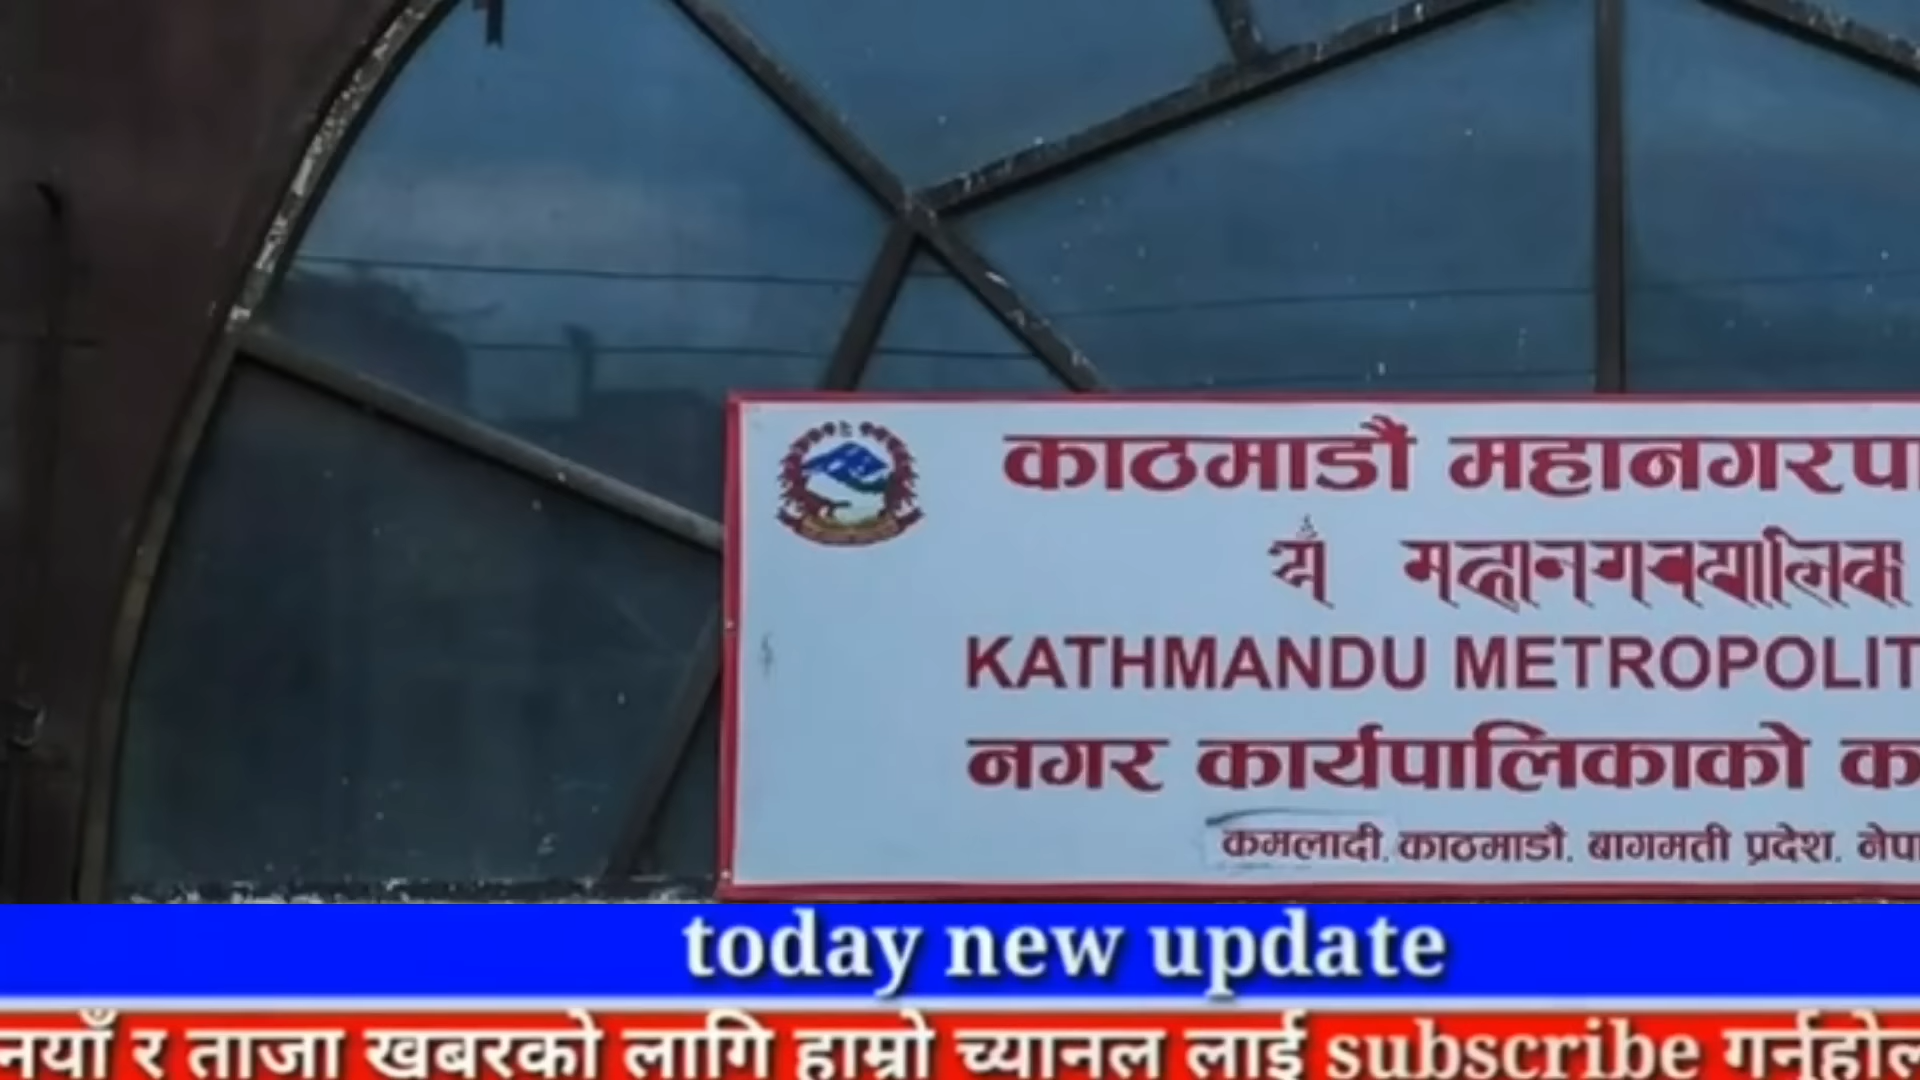 काठमाडौं महानगरपा
KATHMANDU METROPOLIT
नगर कार्यपालिकाको क
कमलादी, काठमाडौं, बागमती प्रदेश, नेपा
today new update
नयाँ र ताजा खबरको लागि हाम्रो च्यानल लाई subscribe गर्नुहोल